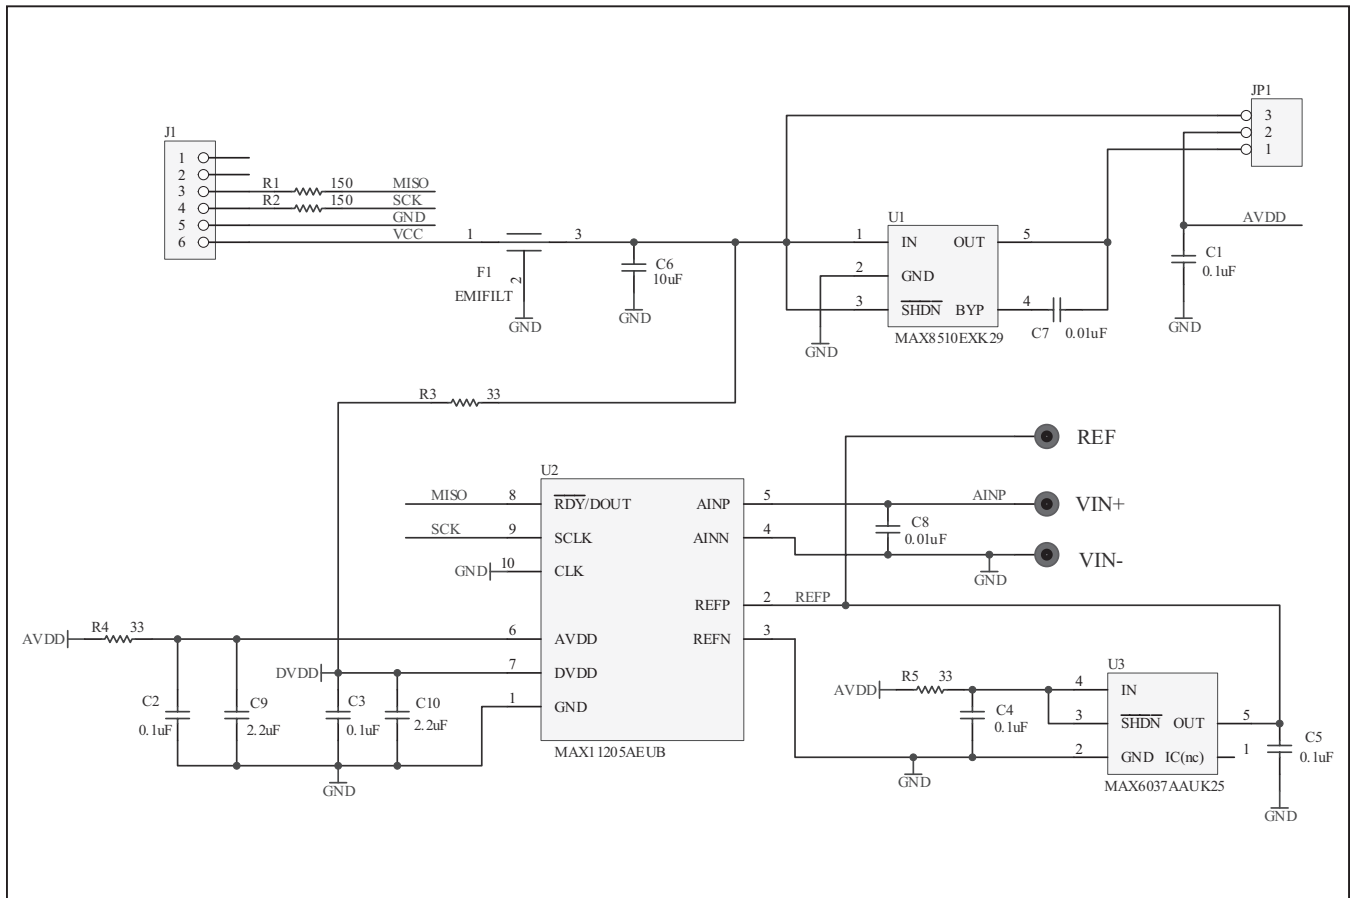 JP1
3
2
1
J1
1
2
3 R1 150 MISO
4 R2 150 SCK
5 GND
6 VCC
1 3
F1
2
EMIFILT
GND
C6
10uF
GND
U1
1 IN OUT 5
2 GND
3 SHDN BYP 4
MAX8510EXK29
GND
C7 0.01uF
AVDD
C1
0.1uF
GND
R3 33
REF
U2
MISO 8 RDY/DOUT AINP 5 AINP VIN+
SCK 9 SCLK AINN 4
C8
0.01uF
VIN-
GND
GND 10 CLK
REFP 2 REFP
AVDD R4 33 6 AVDD REFN 3
DVDD 7 DVDD
1 GND
MAX11205AEUB
C2
0.1uF
C9
2.2uF
C3
0.1uF
C10
2.2uF
GND
U3
AVDD R5 33 4 IN
3 SHDN OUT 5
C4
0.1uF
2 GND IC(nc) 1
GND
MAX6037AAUK25
C5
0.1uF
GND